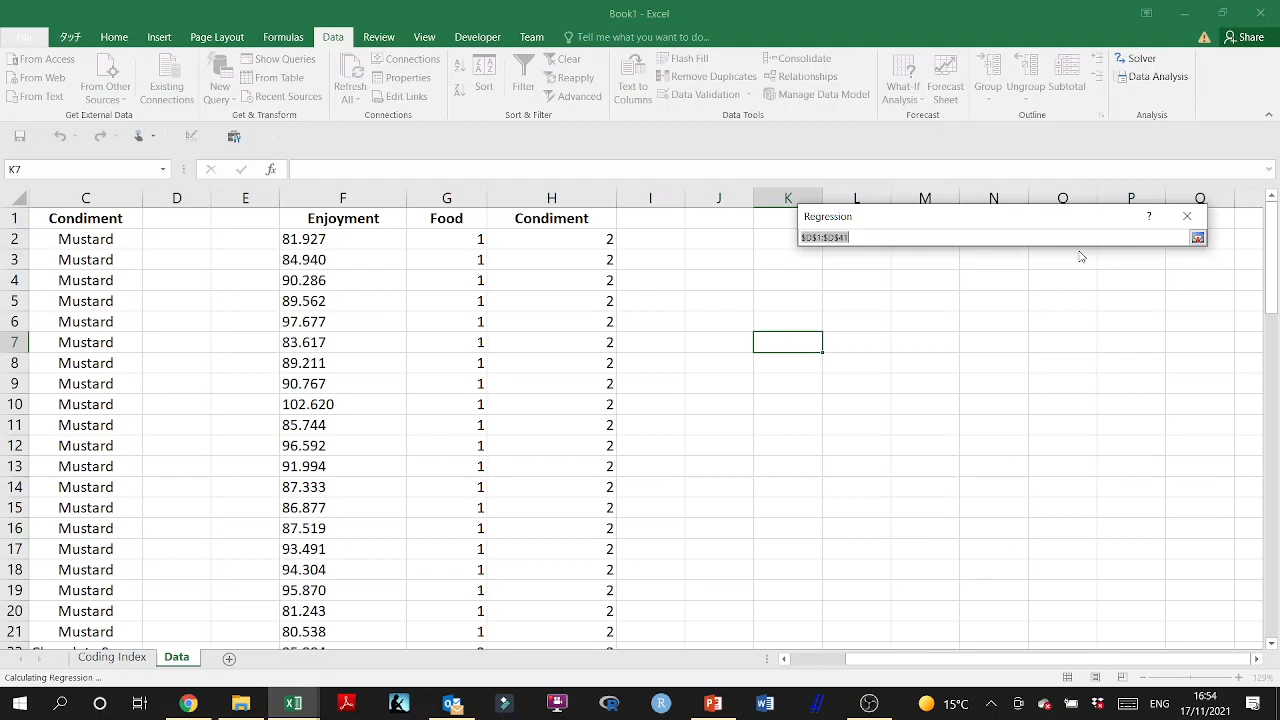 Book1 - Excel
File タッチ Home Insert Page Layout Formulas Data Review View Developer Team Tell me what you want to do... Share
From Access
From Web
From Text
From Other Sources
Existing Connections
Get External Data
New Query
Show Queries
From Table
Recent Sources
Get & Transform
Refresh All
Connections
Properties
Edit Links
Connections
Sort
Filter
Clear
Reapply
Advanced
Sort & Filter
Text to Columns
Flash Fill
Remove Duplicates
Data Validation
Consolidate
Relationships
Manage Data Model
Data Tools
What-If Analysis
Forecast Sheet
Forecast
Group
Ungroup
Subtotal
Outline
Solver
Data Analysis
Analysis
K7 fx
C D E F G H I J K L M N O P Q
1 Condiment Enjoyment Food Condiment
2 Mustard 81.927 1 2
3 Mustard 84.940 1 2
4 Mustard 90.286 1 2
5 Mustard 89.562 1 2
6 Mustard 97.677 1 2
7 Mustard 83.617 1 2
8 Mustard 89.211 1 2
9 Mustard 90.767 1 2
10 Mustard 102.620 1 2
11 Mustard 85.744 1 2
12 Mustard 96.592 1 2
13 Mustard 91.994 1 2
14 Mustard 87.333 1 2
15 Mustard 86.877 1 2
16 Mustard 87.519 1 2
17 Mustard 93.491 1 2
18 Mustard 94.304 1 2
19 Mustard 95.870 1 2
20 Mustard 81.243 1 2
21 Mustard 80.538 1 2
Regression ?
$D$1:$D$41
Coding Index Data
Calculating Regression ... 129%
15°C ENG 16:54
17/11/2021